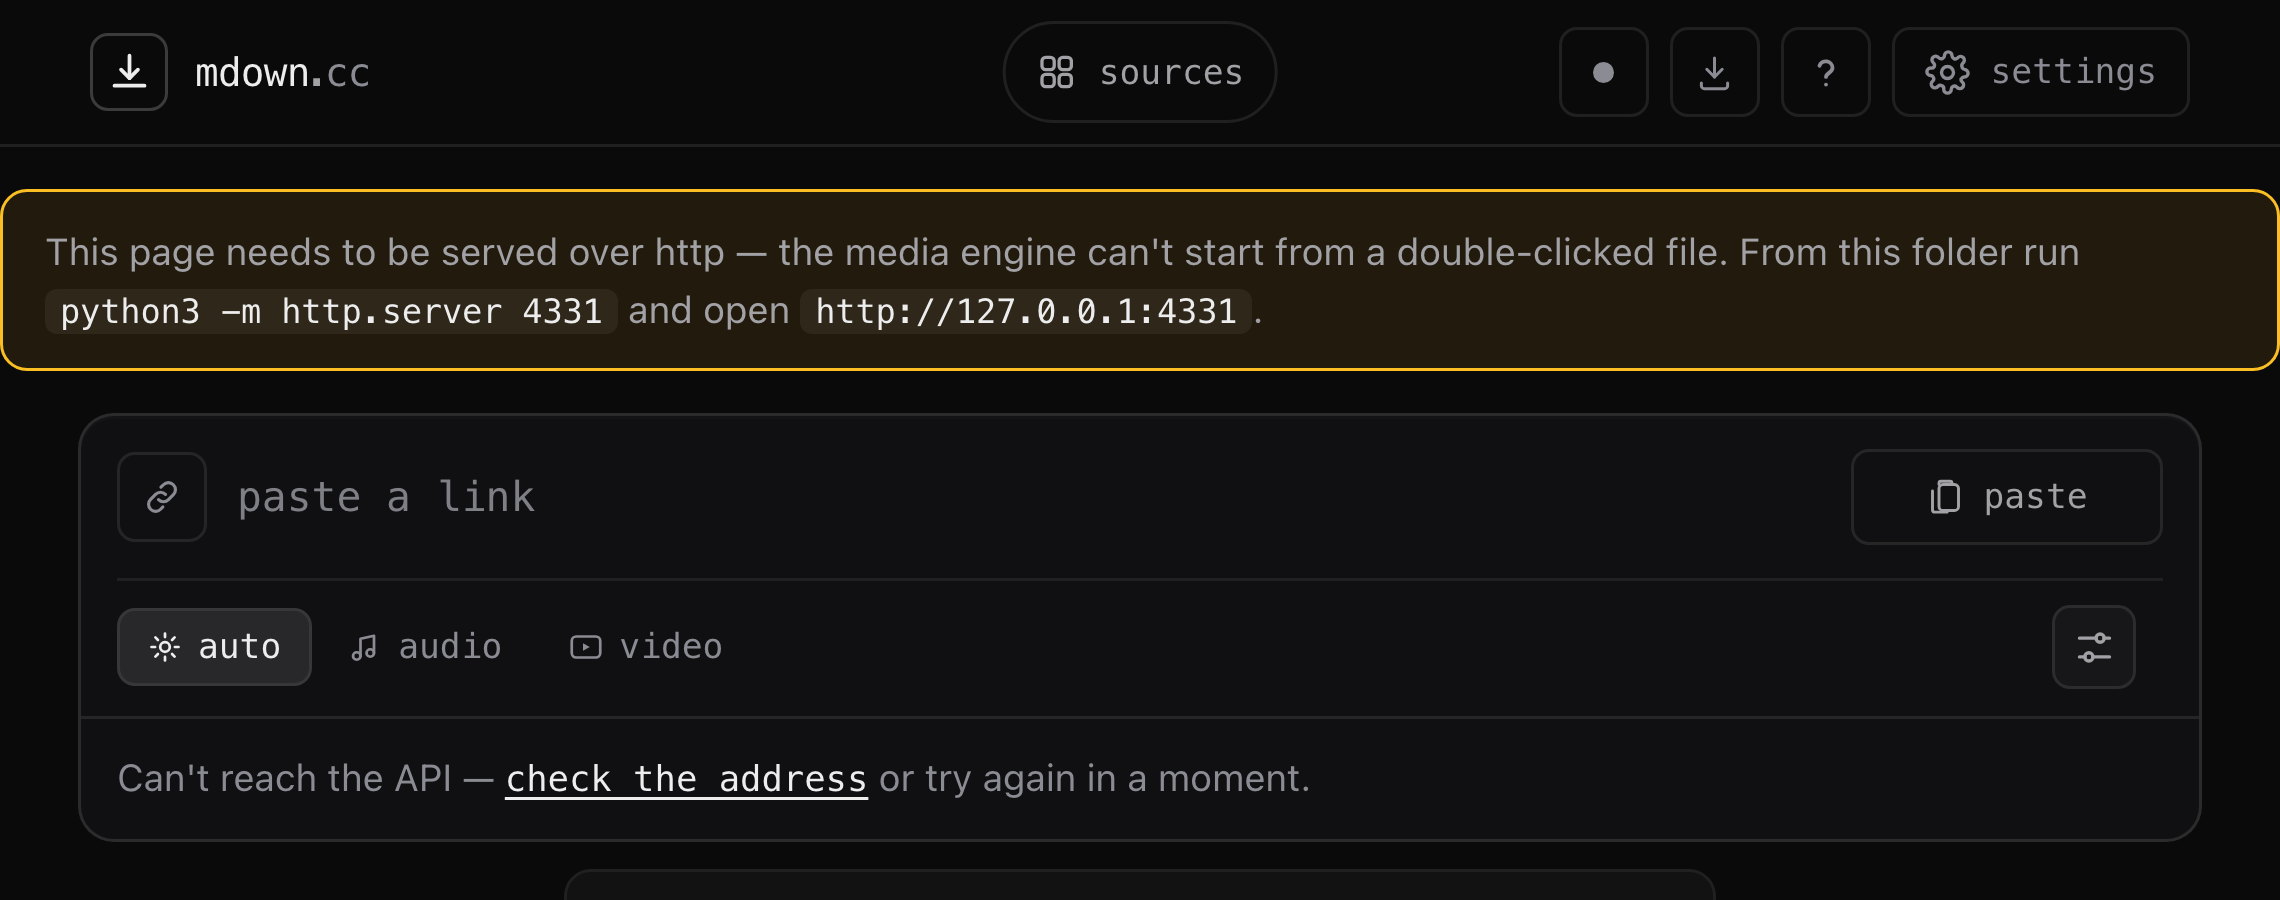 mdown.cc
sources
?
settings
This page needs to be served over http — the media engine can't start from a double-clicked file. From this folder run
python3 -m http.server 4331 and open http://127.0.0.1:4331.
paste a link
paste
auto
audio
video
Can't reach the API — check the address or try again in a moment.